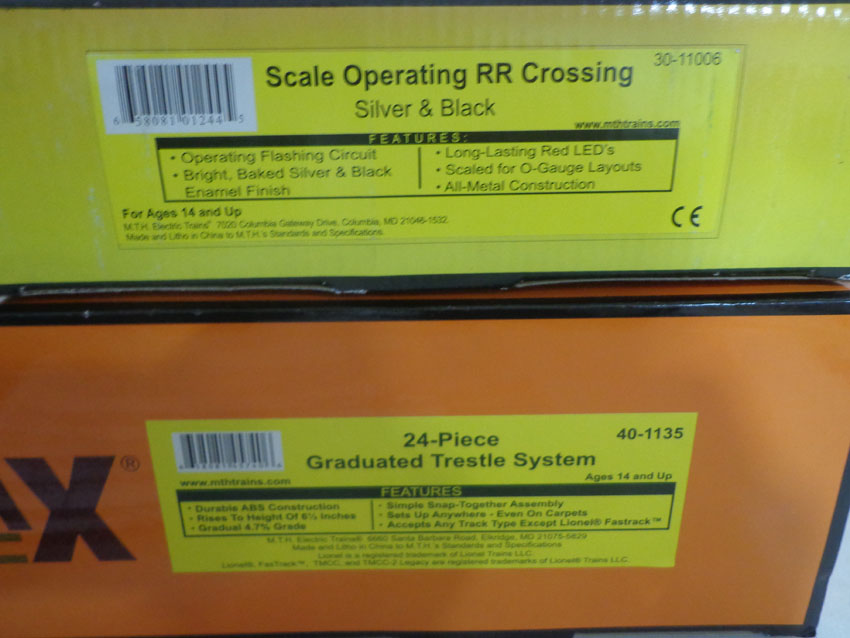 30-11006
Scale Operating RR Crossing
Silver & Black
6 58081 01244 5
www.mthtrains.com
FEATURES:
• Operating Flashing Circuit
• Bright, Baked Silver & Black
Enamel Finish
• Long-Lasting Red LED's
• Scaled for O-Gauge Layouts
• All-Metal Construction
For Ages 14 and Up
M.T.H. Electric Trains® 7020 Columbia Gateway Drive, Columbia, MD 21046-1532
Made and Litho in China to M.T.H.'s Standards and Specifications.
CE
AX®
24-Piece
40-1135
Graduated Trestle System
www.mthtrains.com
Ages 14 and Up
FEATURES
• Durable ABS Construction
• Rises To Height Of 6½ Inches
• Gradual 4.7% Grade
• Simple Snap-Together Assembly
• Sets Up Anywhere - Even On Carpets
• Accepts Any Track Type Except Lionel® Fastrack™
M.T.H. Electric Trains® 6660 Santa Barbara Road, Elkridge, MD 21075-5829
Made and Litho in China to M.T.H.'s Standards and Specifications
Lionel is a registered trademark of Lionel Trains LLC.
Lionel®, FasTrack™, TMCC, and TMCC-2 Legacy are registered trademarks of Lionel® Trains LLC